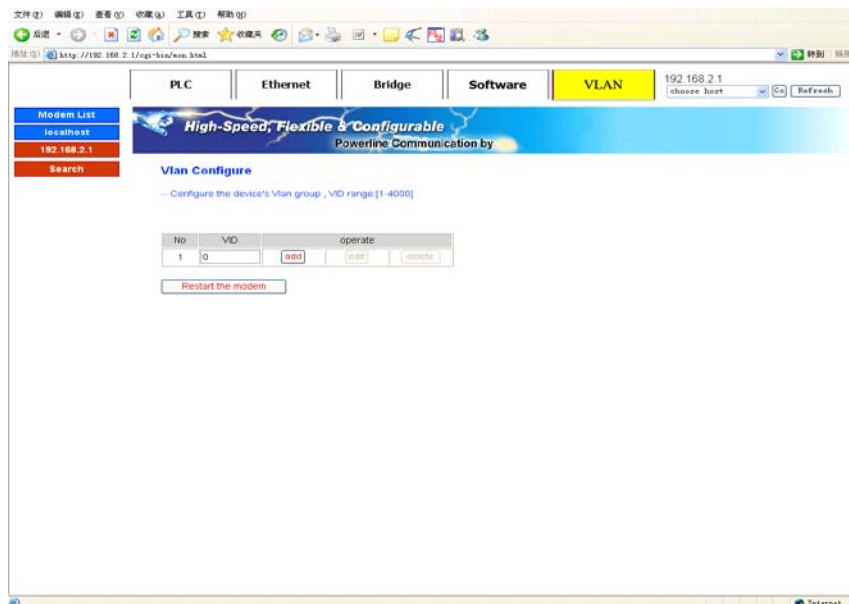 文件(F) 编辑(E) 查看(V) 收藏(A) 工具(T) 帮助(H)
后退 搜索 收藏夹
地址(D) http://192.168.2.1/cgi-bin/mon.html 转到
PLC Ethernet Bridge Software VLAN
192.168.2.1
choose host Go Refresh
Modem List
localhost
192.168.2.1
Search
High-Speed, Flexible & Configurable
Powerline Communication by
Vlan Configure
-- Configure the device's Vlan group , VID range:[1-4000]
No VID operate
1 0 add edit delete
Restart the modem
Internet